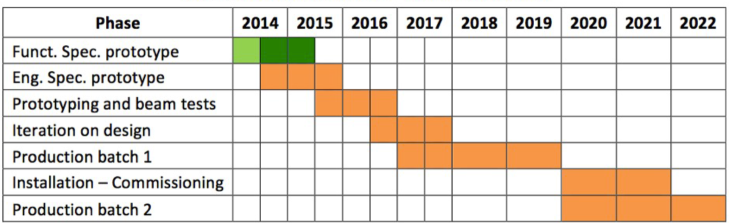 Phase 2014 2015 2016 2017 2018 2019 2020 2021 2022
Funct. Spec. prototype
Eng. Spec. prototype
Prototyping and beam tests
Iteration on design
Production batch 1
Installation – Commissioning
Production batch 2